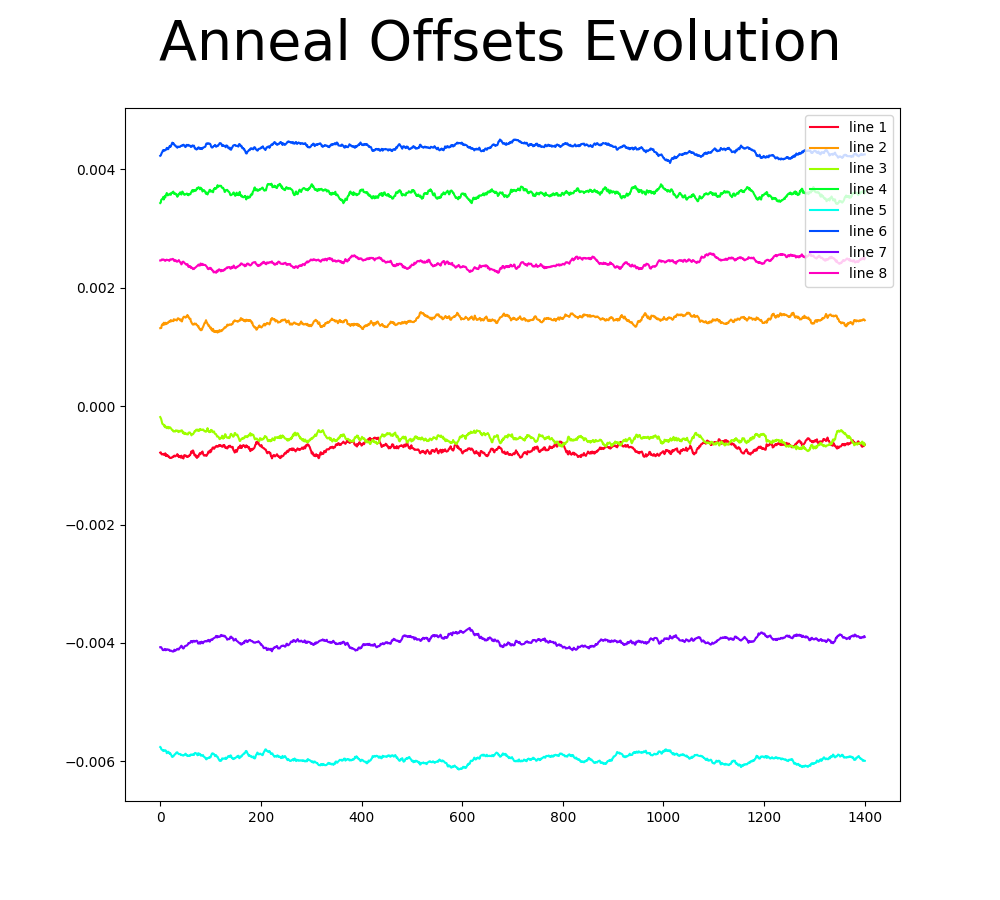 Anneal Offsets Evolution
line 1
line 2
line 3
line 4
line 5
line 6
line 7
line 8
0.004
0.002
0.000
−0.002
−0.004
−0.006
0 200 400 600 800 1000 1200 1400